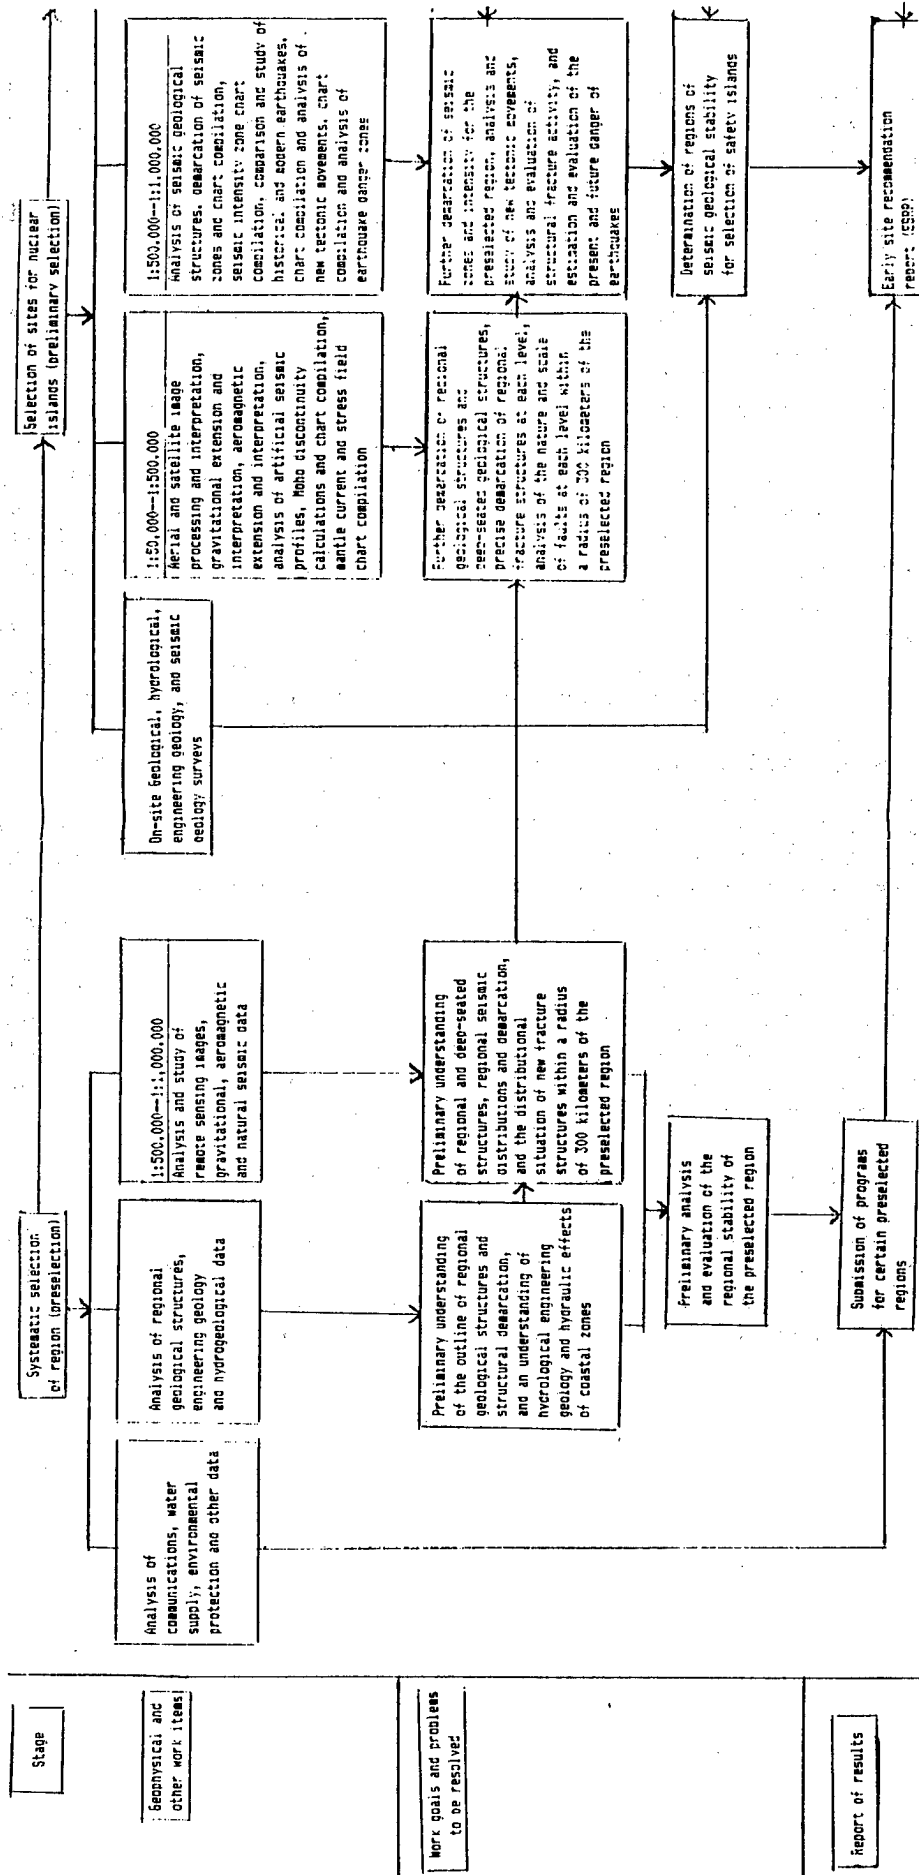 Stage
Systematic selection
of region (preselection)
Selection of sites for nuclear
islands (preliminary selection)
Geophysical and
other work items
Analysis of
communications, water
supply, environmental
protection and other data
Analysis of regional
geological structures,
engineering geology
and hydrogeological data
1:500,000--1:1,000,000
Analysis and study of
remote sensing images,
gravitational, aeromagnetic
and natural seismic data
On-site Geological, hydrological,
engineering geology, and seismic
geology surveys
1:50,000--1:500,000
Aerial and satellite image
processing and interpretation,
gravitational extension and
interpretation, aeromagnetic
extension and interpretation,
analysis of artificial seismic
profiles, Moho discontinuity
calculations and chart compilation,
mantle current and stress field
chart compilation
1:500,000--1:1,000,000
Analysis of seismic geological
structures, demarcation of seismic
zones and chart compilation,
seismic intensity zone chart
compilation, comparison and study of
historical and modern earthquakes,
chart compilation and analysis of
new tectonic movements, chart
compilation and analysis of
earthquake danger zones
Work goals and problems
to be resolved
Preliminary understanding
of the outline of regional
geological structures and
structural demarcation,
and an understanding of
hydrological engineering
geology and hydraulic effects
of coastal zones
Preliminary understanding
of regional and deep-seated
structures, regional seismic
distributions and demarcation,
and the distributional
situation of new fracture
structures within a radius
of 300 kilometers of the
preselected region
Further demarcation of regional
geological structures and
deep-seated geological structures,
precise demarcation of regional
fracture structures at each level,
analysis of the nature and scale
of faults at each level within
a radius of 300 kilometers of the
preselected region
Further demarcation of seismic
zones and intensity for the
preselected region, analysis and
study of new tectonic movements,
analysis and evaluation of
structural fracture activity, and
estimation and evaluation of the
present and future danger of
earthquakes
Preliminary analysis
and evaluation of the
regional stability of
the preselected region
Determination of regions of
seismic geological stability
for selection of safety islands
Report of results
Submission of programs
for certain preselected
regions
Early site recommendation
report (ESRR)